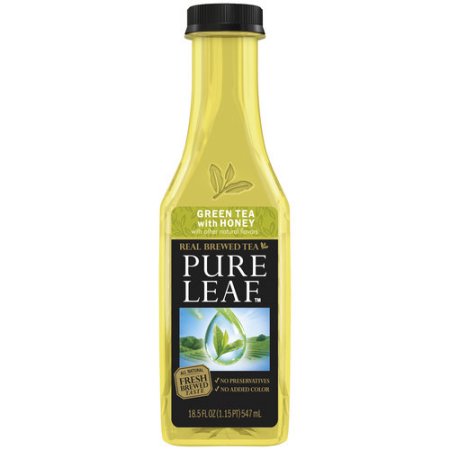 GREEN TEA
with HONEY
with other natural flavors
REAL BREWED TEA
PURE
LEAF™
ALL NATURAL
FRESH
BREWED
TASTE
✓NO PRESERVATIVES
✓NO ADDED COLOR
18.5 FL OZ (1.15 PT) 547 mL